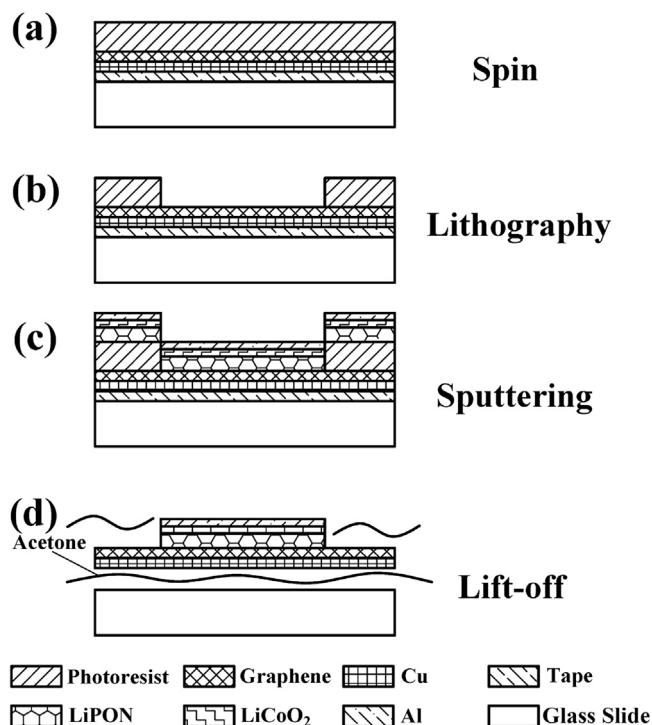 (a)
Spin
(b)
Lithography
(c)
Sputtering
(d)
Acetone
Lift-off
Photoresist Graphene Cu Tape
LiPON LiCoO₂ Al Glass Slide